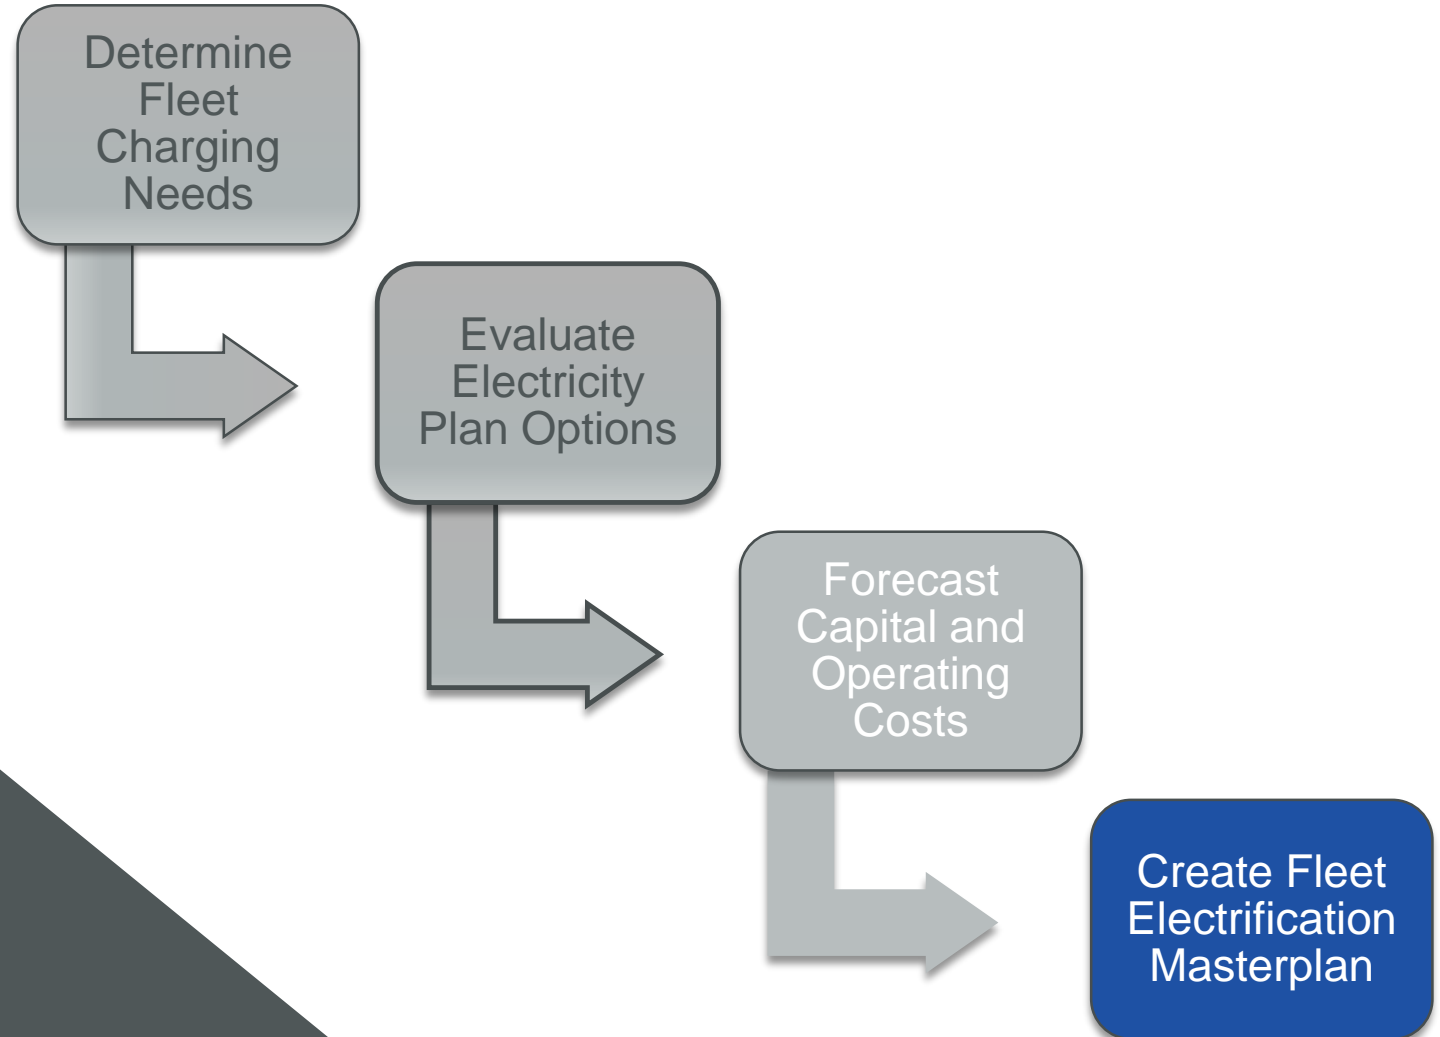 Determine
Fleet
Charging
Needs
Evaluate
Electricity
Plan Options
Forecast
Capital and
Operating
Costs
Create Fleet
Electrification
Masterplan